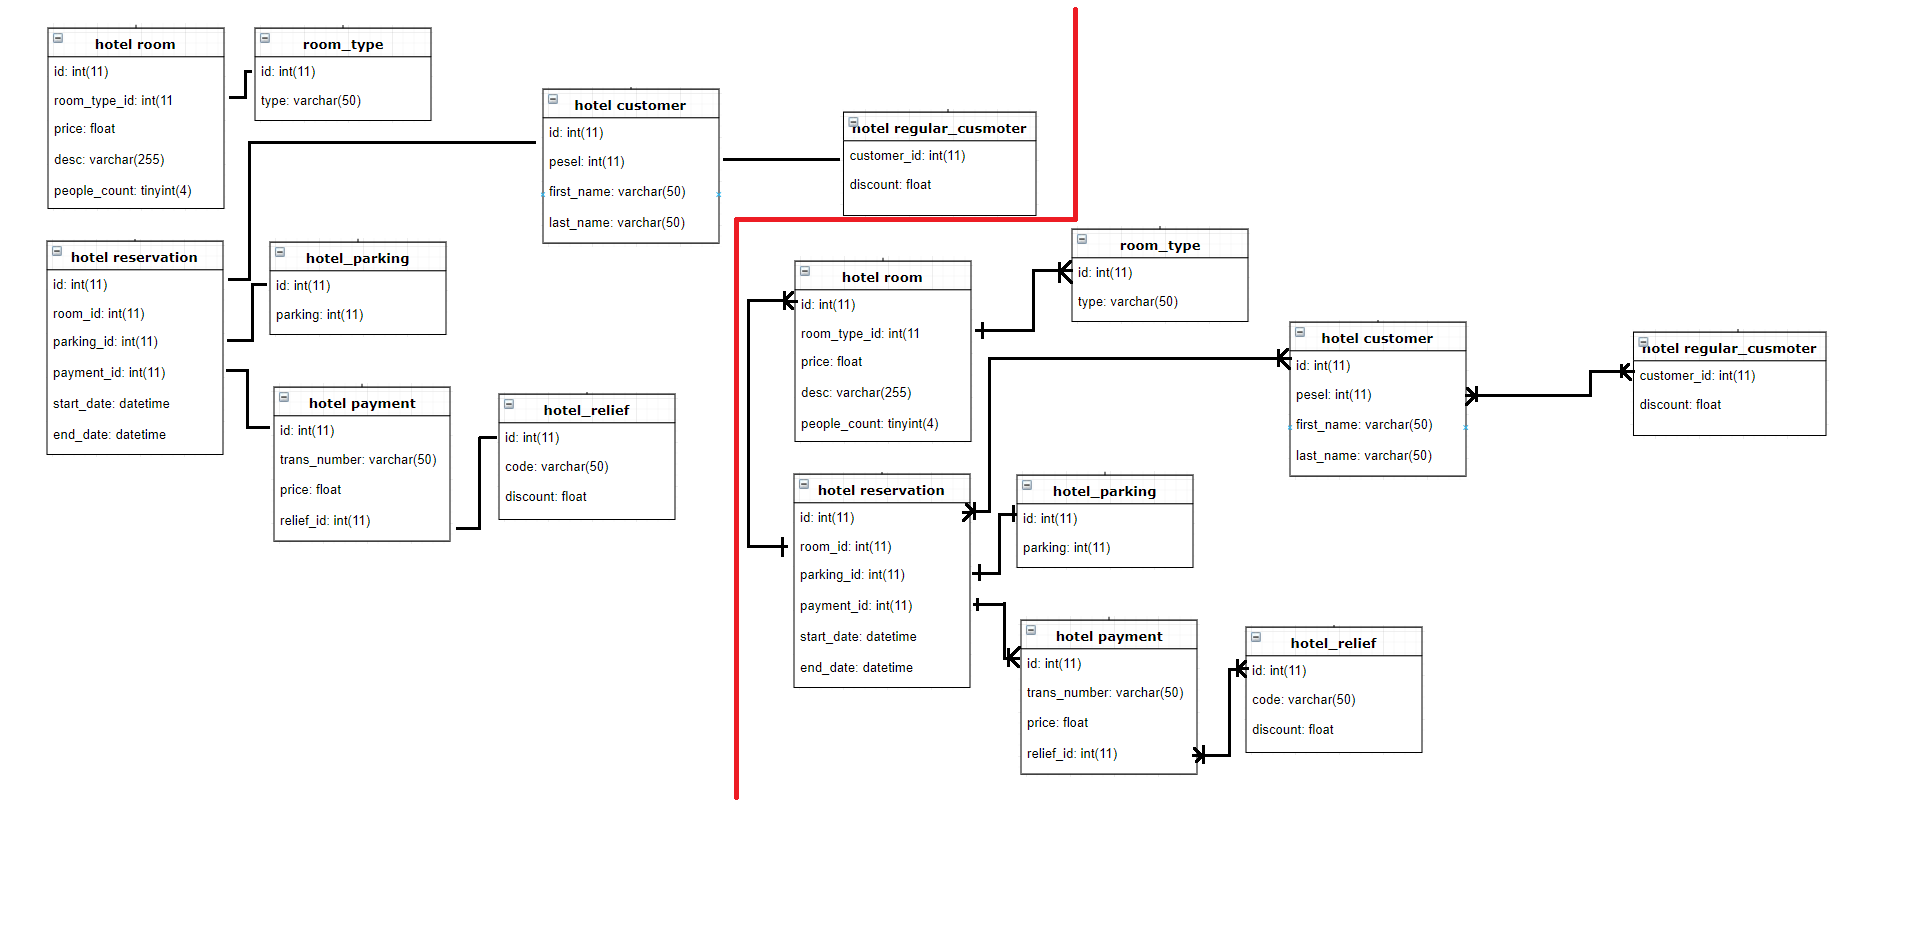 hotel room
id: int(11)
room_type_id: int(11
price: float
desc: varchar(255)
people_count: tinyint(4)
room_type
id: int(11)
type: varchar(50)
hotel customer
id: int(11)
pesel: int(11)
first_name: varchar(50)
last_name: varchar(50)
hotel regular_cusmoter
customer_id: int(11)
discount: float
hotel reservation
id: int(11)
room_id: int(11)
parking_id: int(11)
payment_id: int(11)
start_date: datetime
end_date: datetime
hotel_parking
id: int(11)
parking: int(11)
hotel payment
id: int(11)
trans_number: varchar(50)
price: float
relief_id: int(11)
hotel_relief
id: int(11)
code: varchar(50)
discount: float
hotel room
id: int(11)
room_type_id: int(11
price: float
desc: varchar(255)
people_count: tinyint(4)
room_type
id: int(11)
type: varchar(50)
hotel customer
id: int(11)
pesel: int(11)
first_name: varchar(50)
last_name: varchar(50)
hotel regular_cusmoter
customer_id: int(11)
discount: float
hotel reservation
id: int(11)
room_id: int(11)
parking_id: int(11)
payment_id: int(11)
start_date: datetime
end_date: datetime
hotel_parking
id: int(11)
parking: int(11)
hotel payment
id: int(11)
trans_number: varchar(50)
price: float
relief_id: int(11)
hotel_relief
id: int(11)
code: varchar(50)
discount: float